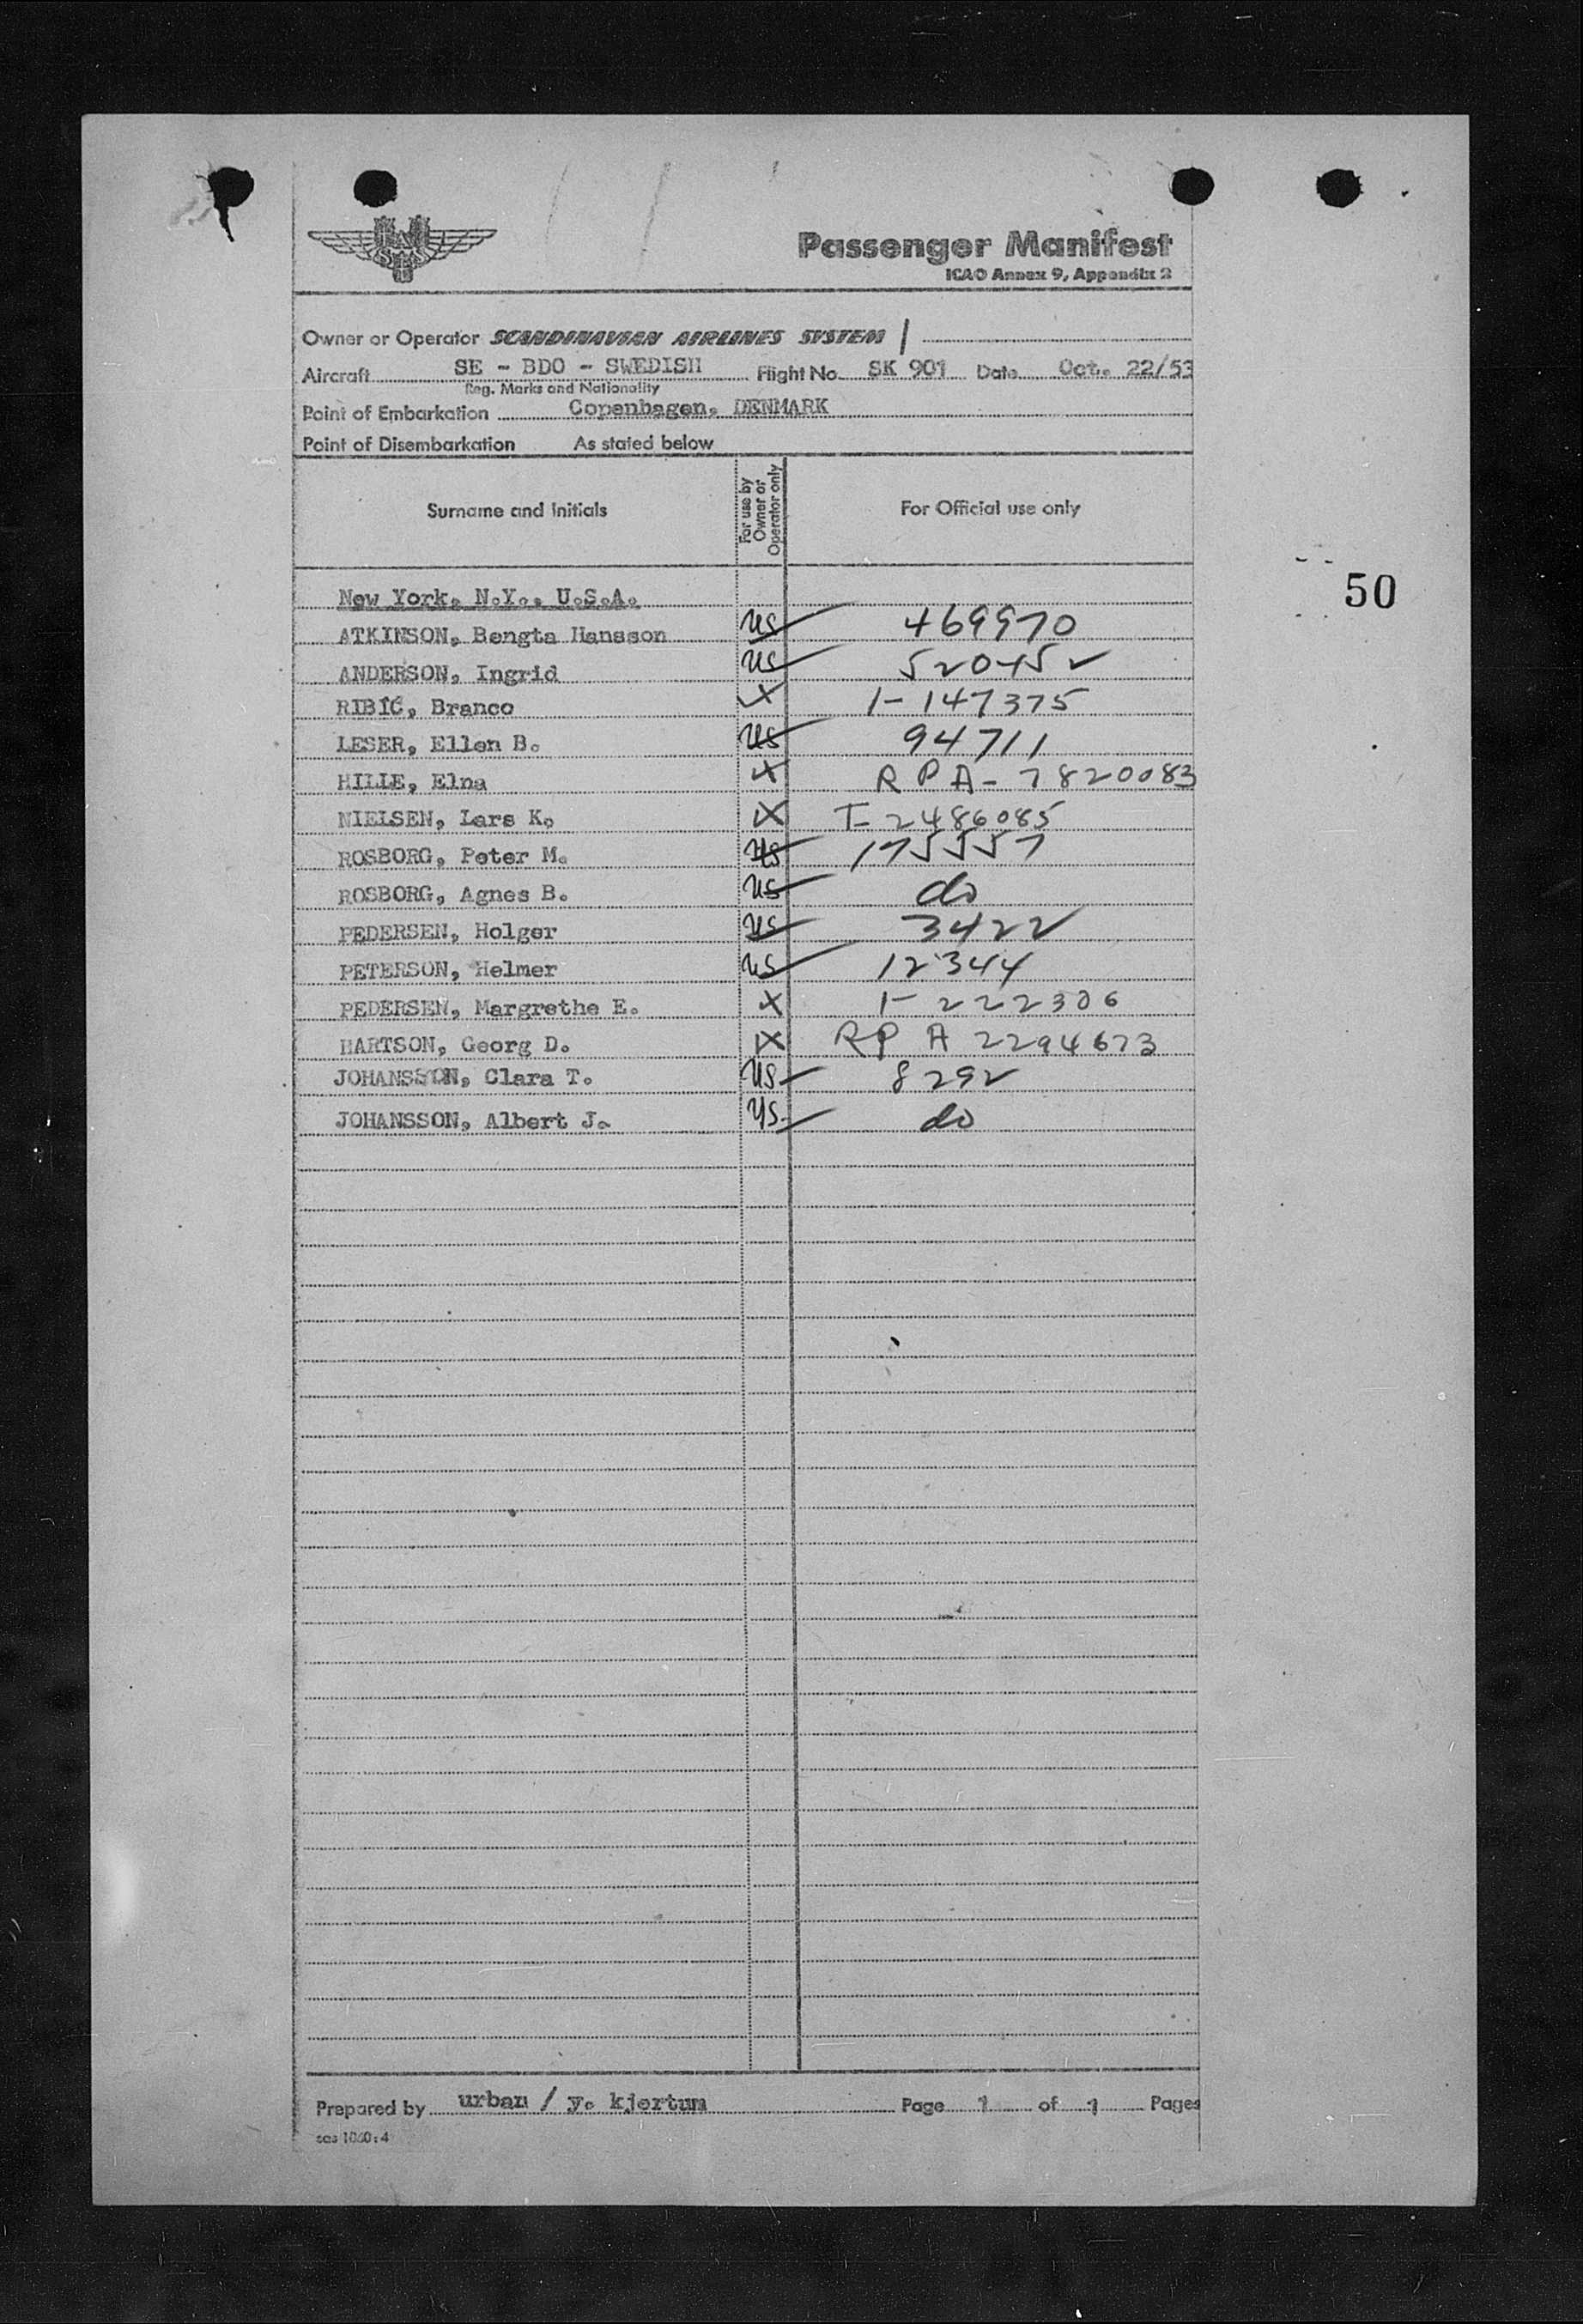 Passenger Manifest
ICAO Annex 9, Appendix 2
Owner or Operator SCANDINAVIAN AIRLINES SYSTEM
Aircraft SE - BDO - SWEDISH Flight No. SK 901 Date Oct. 22/53
Reg. Marks and Nationality
Point of Embarkation Copenhagen, DENMARK
Point of Disembarkation As stated below
Surname and Initials For use by Owner or Operator only For Official use only
50
New York, N.Y., U.S.A.
ATKINSON, Bengta Hansson US 469970
ANDERSON, Ingrid US 520452
RIBIĆ, Branco X I-147375
LESER, Ellen B. US 94711
HILLE, Elna X RPA-7820083
NIELSEN, Lars K. X T-2486085
ROSBORG, Peter M. US 175557
ROSBORG, Agnes B. US do
PEDERSEN, Holger US 3422
PETERSON, Helmer US 12344
PEDERSEN, Margrethe E. X I-222306
HARTSON, Georg D. X RPA 2294673
JOHANSSON, Clara T. US 8292
JOHANSSON, Albert J. US do
Prepared by urban / y. kjertum Page 1 of 1 Pages
sas 1060:4